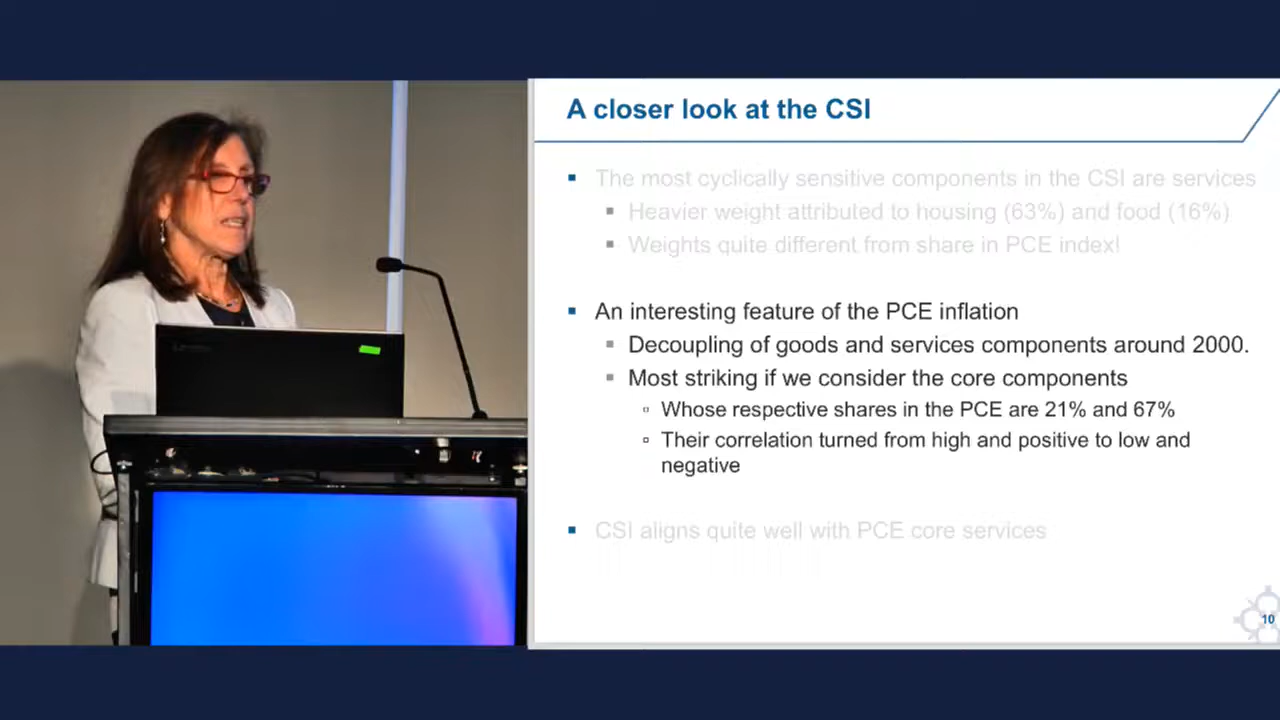 A closer look at the CSI
The most cyclically sensitive components in the CSI are services
Heavier weight attributed to housing (63%) and food (16%)
Weights quite different from share in PCE index!
An interesting feature of the PCE inflation
Decoupling of goods and services components around 2000.
Most striking if we consider the core components
Whose respective shares in the PCE are 21% and 67%
Their correlation turned from high and positive to low and
negative
CSI aligns quite well with PCE core services
10